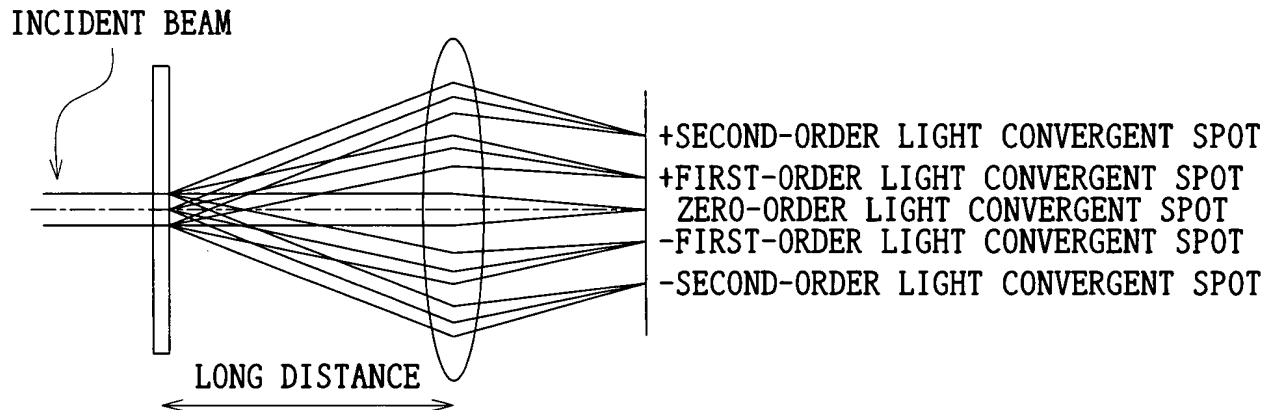 INCIDENT BEAM
+SECOND-ORDER LIGHT CONVERGENT SPOT
+FIRST-ORDER LIGHT CONVERGENT SPOT
ZERO-ORDER LIGHT CONVERGENT SPOT
-FIRST-ORDER LIGHT CONVERGENT SPOT
-SECOND-ORDER LIGHT CONVERGENT SPOT
LONG DISTANCE